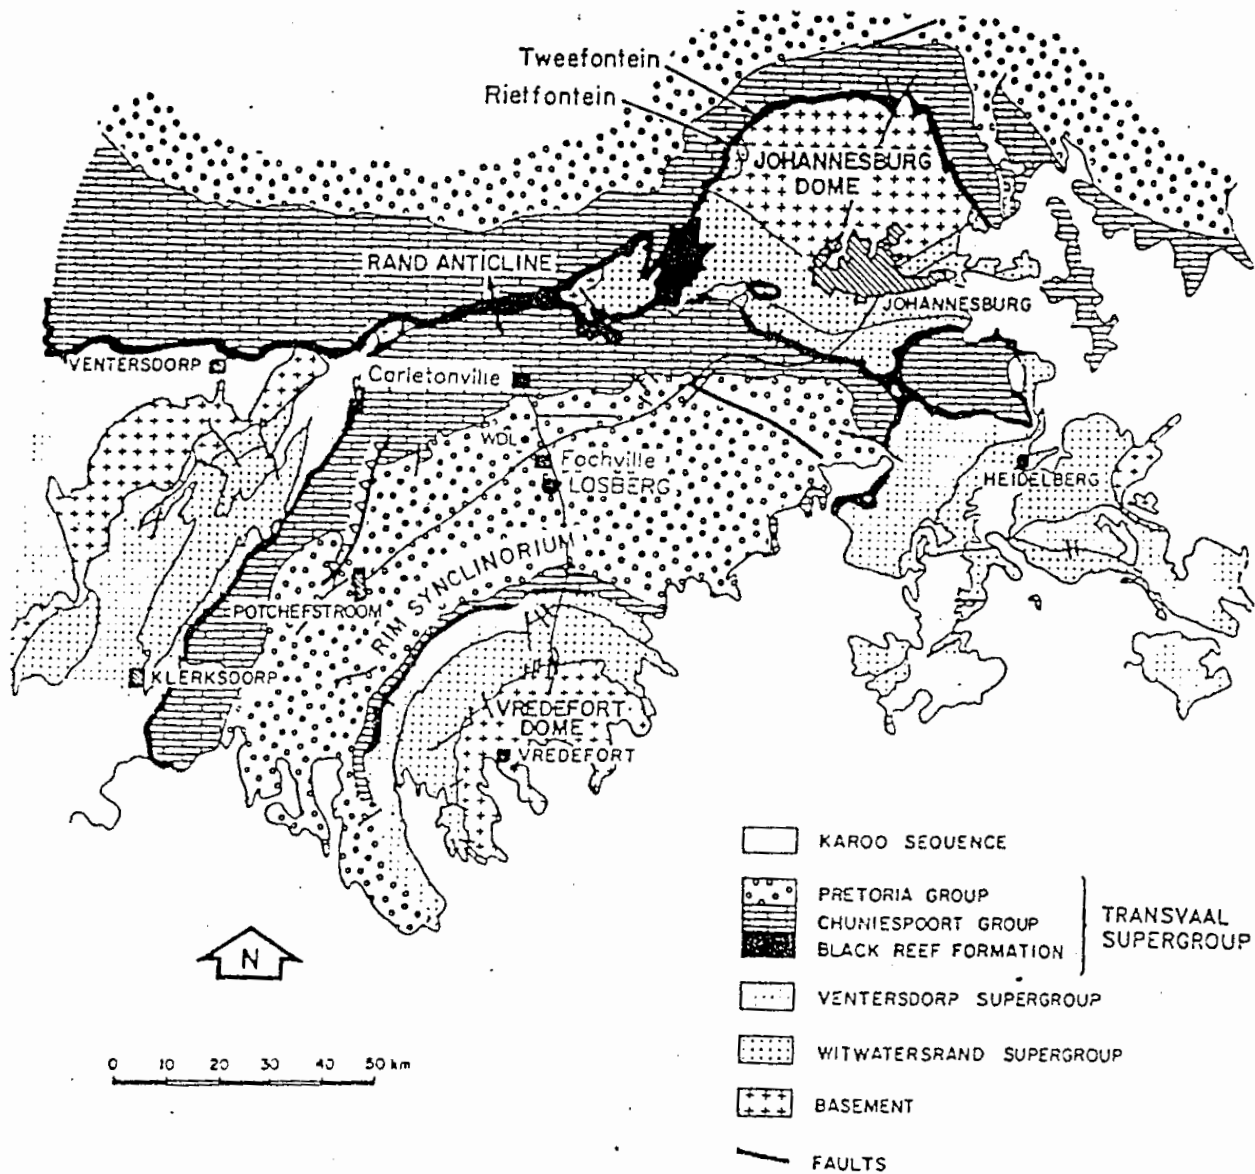 Tweefontein
Rietfontein
JOHANNESBURG
DOME
RAND ANTICLINE
JOHANNESBURG
VENTERSDORP
Carletonville
WDL
Fochville
LOSBERG
HEIDELBERG
RIM SYNCLINORIUM
POTCHEFSTROOM
KLERKSDORP
VREDEFORT
DOME
VREDEFORT
KAROO SEQUENCE
PRETORIA GROUP
CHUNIESPOORT GROUP
BLACK REEF FORMATION
TRANSVAAL
SUPERGROUP
N
VENTERSDORP SUPERGROUP
WITWATERSRAND SUPERGROUP
0 10 20 30 40 50 km
BASEMENT
FAULTS